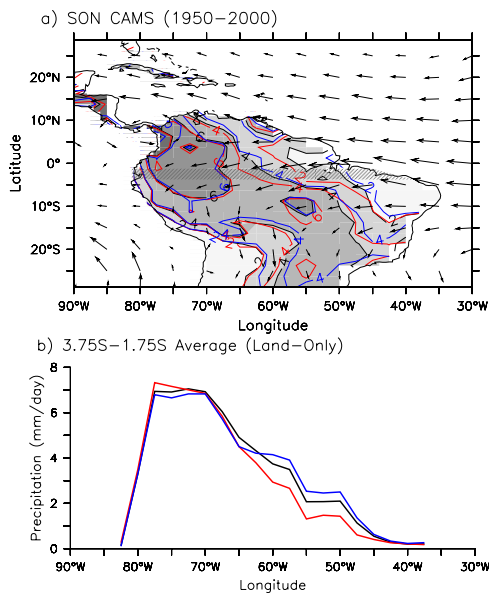 a) SON CAMS (1950-2000)
20°N
10°N
0°
10°S
20°S
Latitude
90°W 80°W 70°W 60°W 50°W 40°W 30°W
Longitude
b) 3.75S-1.75S Average (Land-Only)
8
6
4
2
0
Precipitation (mm/day)
90°W 80°W 70°W 60°W 50°W 40°W 30°W
Longitude